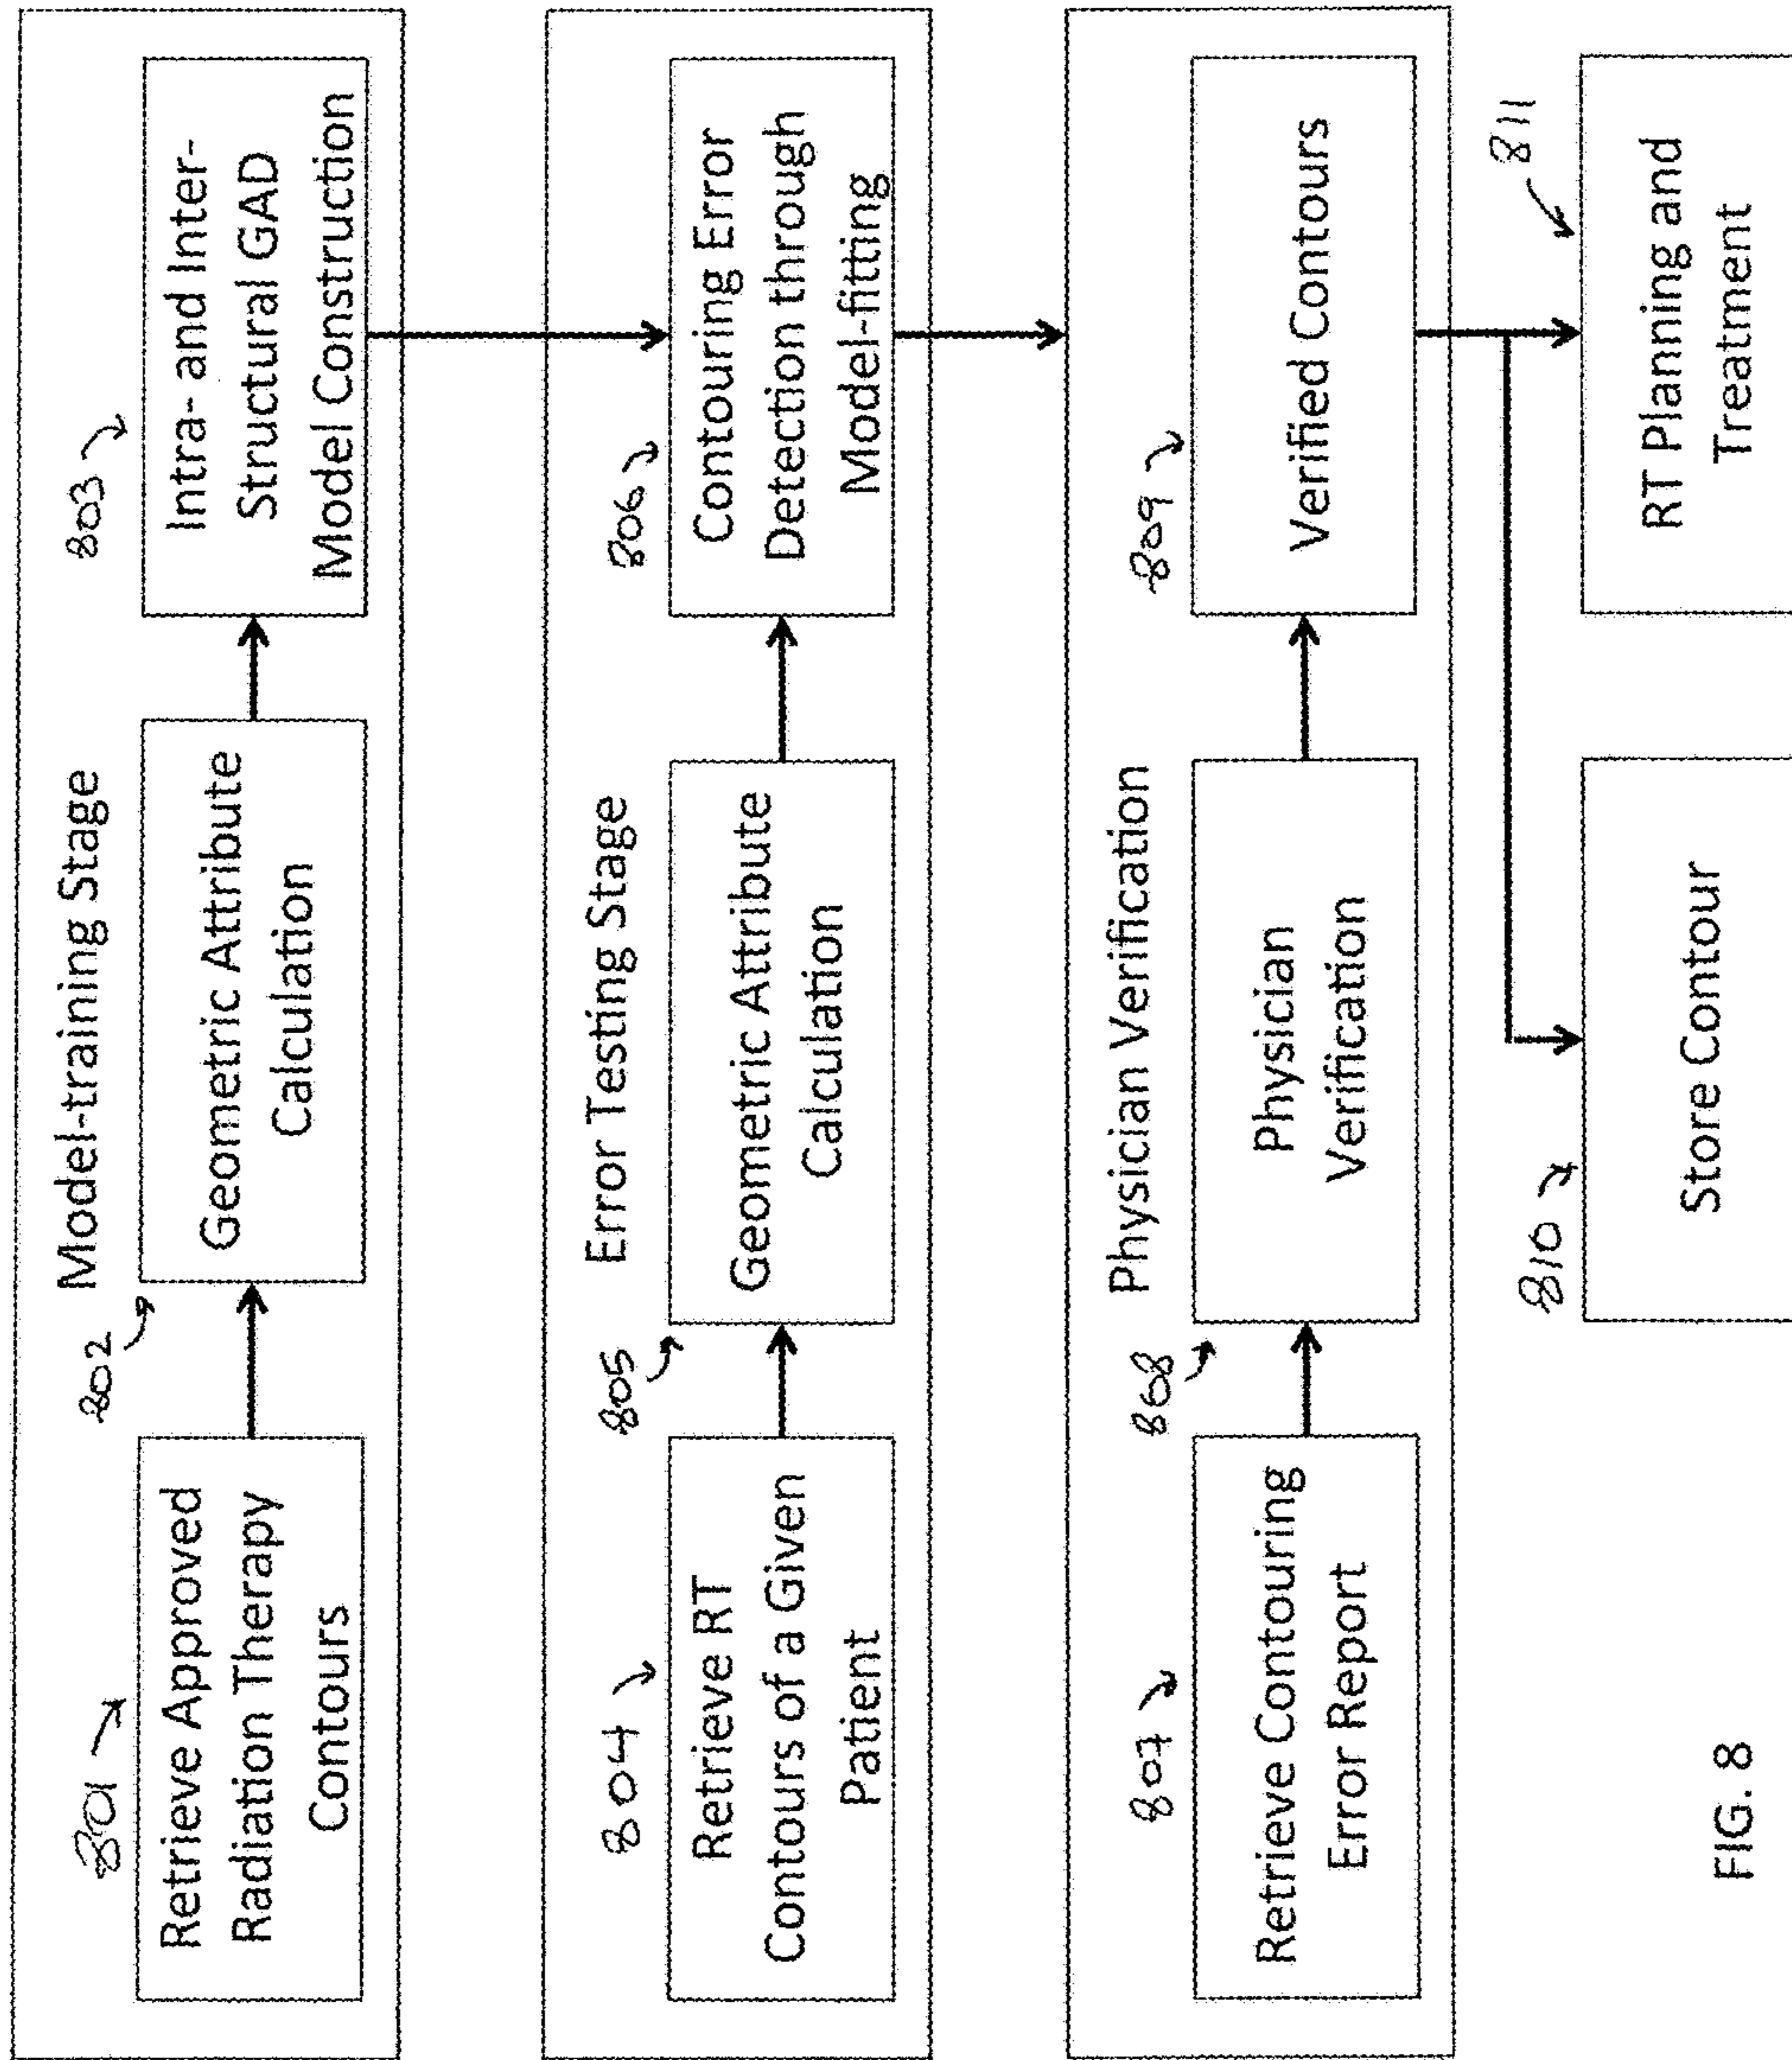 Model-training Stage
801
Retrieve Approved
Radiation Therapy
Contours
802
Geometric Attribute
Calculation
803
Intra- and Inter-
Structural GAD
Model Construction
Error Testing Stage
804
Retrieve RT
Contours of a Given
Patient
805
Geometric Attribute
Calculation
806
Contouring Error
Detection through
Model-fitting
Physician Verification
807
Retrieve Contouring
Error Report
808
Physician
Verification
809
Verified Contours
810
Store Contour
811
RT Planning and
Treatment
FIG. 8